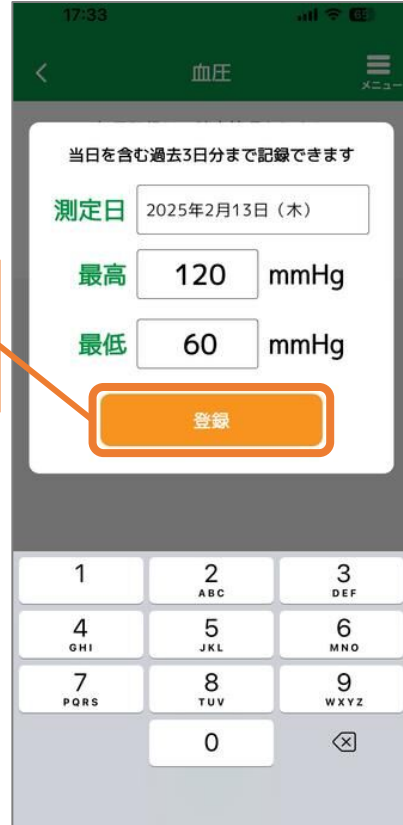 17:33
65
血圧
メニュー
当日を含む過去3日分まで記録できます
測定日 2025年2月13日（木）
最高 120 mmHg
最低 60 mmHg
登録
1 2 3
ABC DEF
4 5 6
GHI JKL MNO
7 8 9
PQRS TUV WXYZ
0